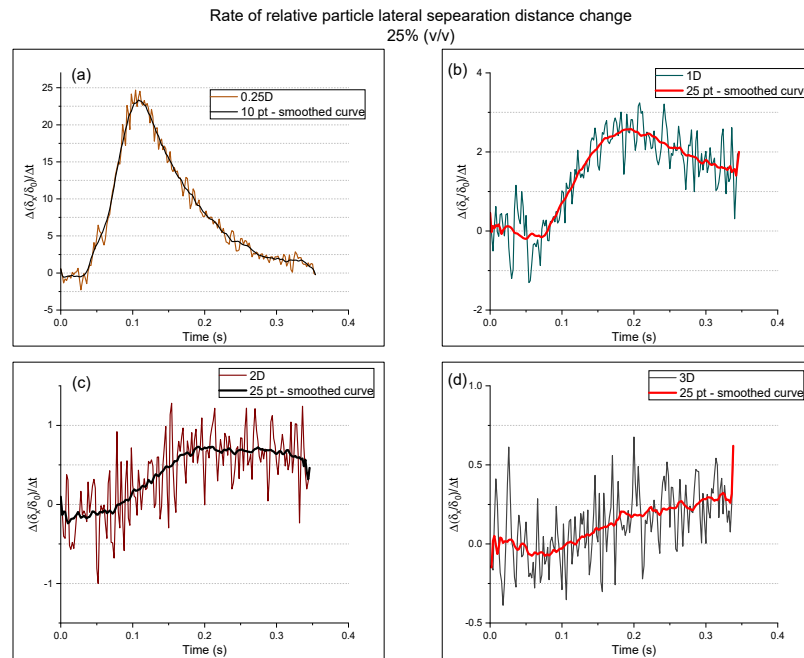 Rate of relative particle lateral sepearation distance change
25% (v/v)
(a)
0.25D
10 pt - smoothed curve
25
20
15
10
5
0
-5
Δ(δx/δ0)/Δt
0.0 0.1 0.2 0.3 0.4
Time (s)
(b)
1D
25 pt - smoothed curve
4
2
0
-2
Δ(δx/δ0)/Δt
0.0 0.1 0.2 0.3 0.4
Time (s)
(c)
2D
25 pt - smoothed curve
1
0
-1
Δ(δx/δ0)/Δt
0.0 0.1 0.2 0.3 0.4
Time (s)
(d)
3D
25 pt - smoothed curve
1.0
0.5
0.0
-0.5
Δ(δx/δ0)/Δt
0.0 0.1 0.2 0.3 0.4
Time (s)